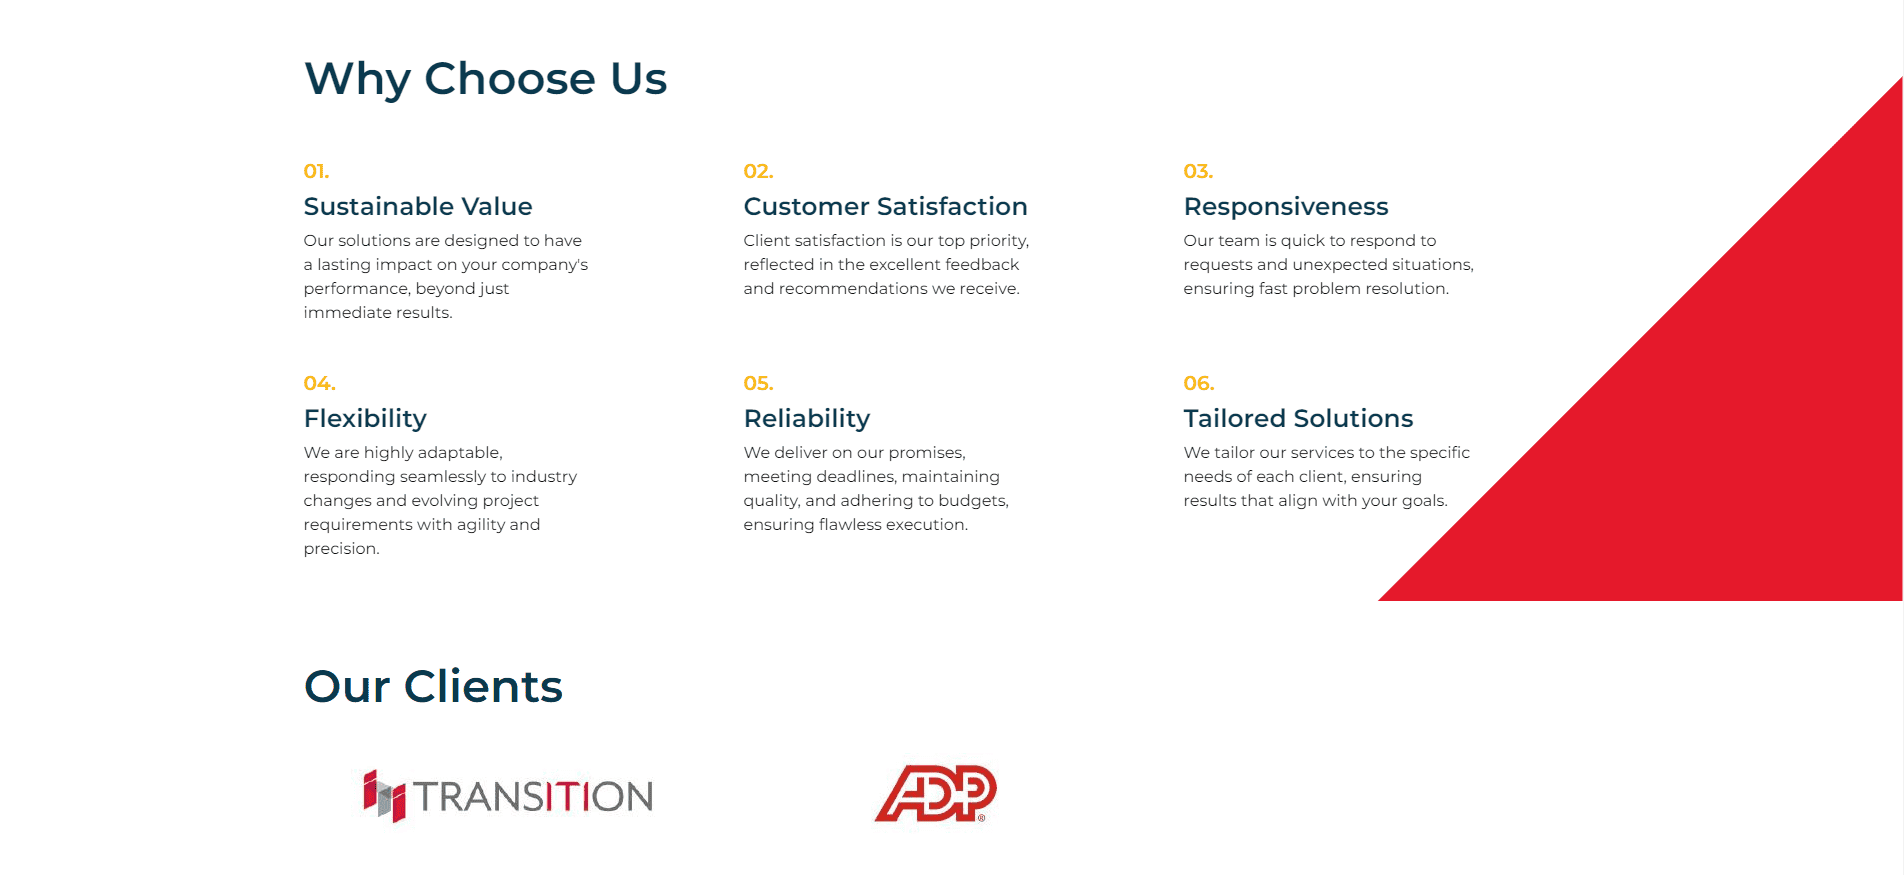 Why Choose Us
01.
Sustainable Value
Our solutions are designed to have
a lasting impact on your company's
performance, beyond just
immediate results.
02.
Customer Satisfaction
Client satisfaction is our top priority,
reflected in the excellent feedback
and recommendations we receive.
03.
Responsiveness
Our team is quick to respond to
requests and unexpected situations,
ensuring fast problem resolution.
04.
Flexibility
We are highly adaptable,
responding seamlessly to industry
changes and evolving project
requirements with agility and
precision.
05.
Reliability
We deliver on our promises,
meeting deadlines, maintaining
quality, and adhering to budgets,
ensuring flawless execution.
06.
Tailored Solutions
We tailor our services to the specific
needs of each client, ensuring
results that align with your goals.
Our Clients
TRANSITION
ADP®